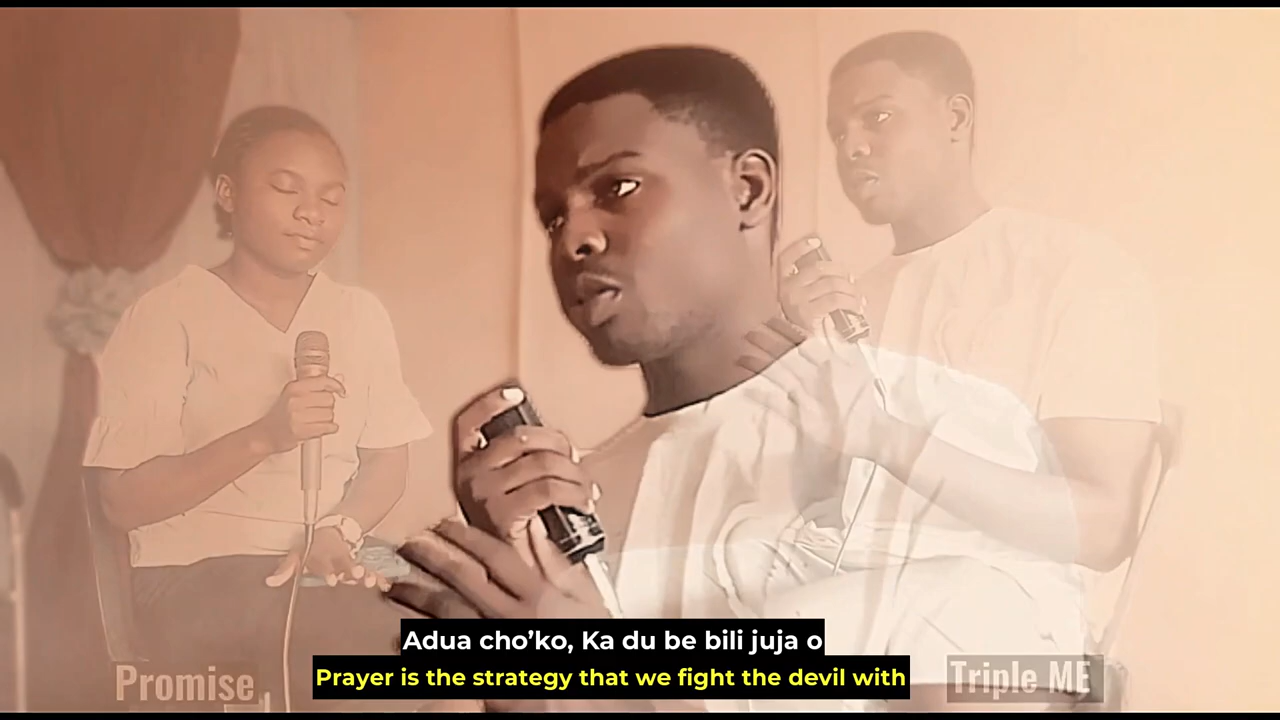 Adua cho’ko, Ka du be bili juja o
Prayer is the strategy that we fight the devil with
Promise
Triple ME